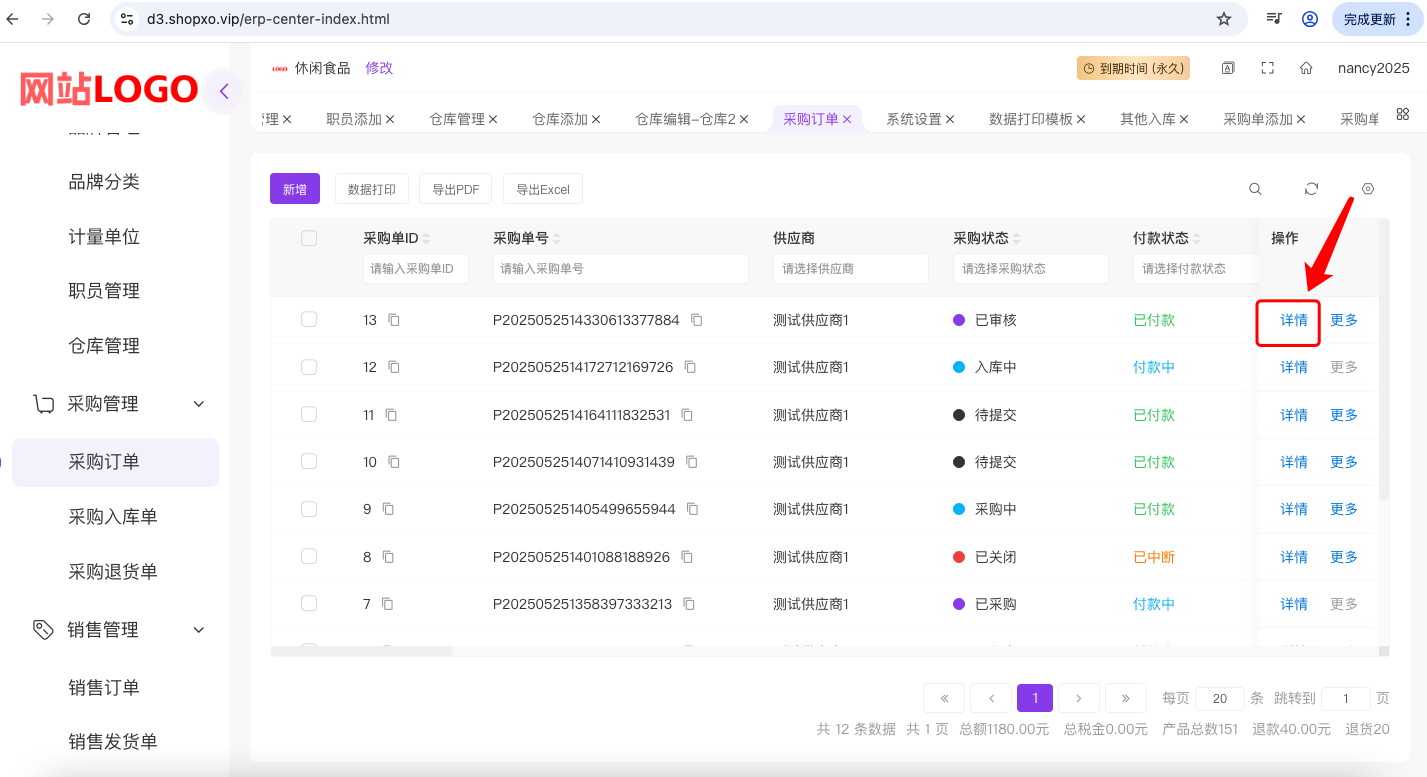 d3.shopxo.vip/erp-center-index.html
完成更新
网站LOGO
LOGO 休闲食品 修改
到期时间 (永久)
nancy2025
管理 职员添加 仓库管理 仓库添加 仓库编辑-仓库2 采购订单 系统设置 数据打印模板 其他入库 采购单添加 采购单
品牌分类
计量单位
职员管理
仓库管理
采购管理
采购订单
采购入库单
采购退货单
销售管理
销售订单
销售发货单
新增 数据打印 导出PDF 导出Excel
采购单ID 采购单号 供应商 采购状态 付款状态 操作
请输入采购单ID 请输入采购单号 请选择供应商 请选择采购状态 请选择付款状态
13 P2025052514330613377884 测试供应商1 已审核 已付款 详情 更多
12 P2025052514172712169726 测试供应商1 入库中 付款中 详情 更多
11 P2025052514164111832531 测试供应商1 待提交 已付款 详情 更多
10 P2025052514071410931439 测试供应商1 待提交 已付款 详情 更多
9 P202505251405499655944 测试供应商1 采购中 已付款 详情 更多
8 P202505251401088188926 测试供应商1 已关闭 已中断 详情 更多
7 P202505251358397333213 测试供应商1 已采购 付款中 详情 更多
« ‹ 1 › » 每页 20 条 跳转到 1 页
共 12 条数据 共 1 页 总额1180.00元 总税金0.00元 产品总数151 退款40.00元 退货20